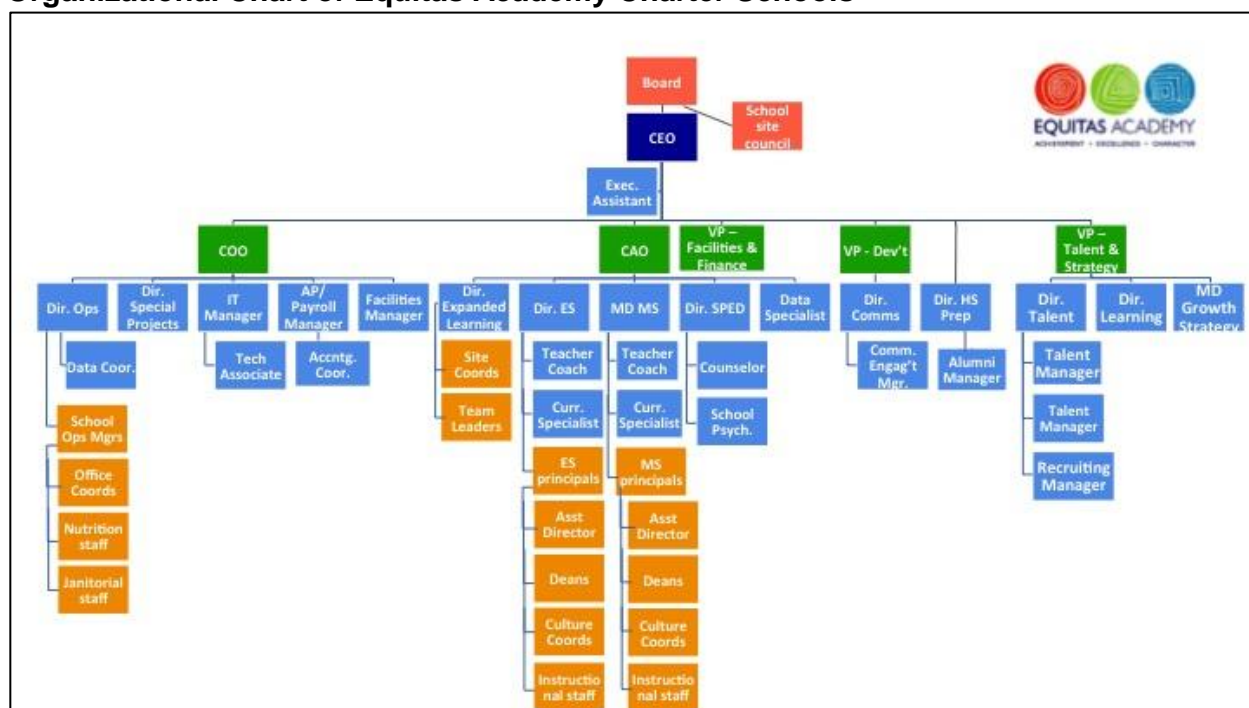 Organizational Chart of Equitas Academy Charter Schools
Board
School
site
council
EQUITAS ACADEMY
ACHIEVEMENT • EXCELLENCE • CHARACTER
CEO
Exec.
Assistant
COO
CAO
VP –
Facilities &
Finance
VP - Dev't
VP –
Talent &
Strategy
Dir. Ops
Dir.
Special
Projects
IT
Manager
AP/
Payroll
Manager
Facilities
Manager
Dir.
Expanded
Learning
Dir. ES
MD MS
Dir. SPED
Data
Specialist
Dir.
Comms
Dir. HS
Prep
Dir.
Talent
Dir.
Learning
MD
Growth
Strategy
Data Coor.
Tech
Associate
Accntg.
Coor.
Site
Coords
Teacher
Coach
Teacher
Coach
Counselor
Comm.
Engag't
Mgr.
Alumni
Manager
Talent
Manager
School
Ops Mgrs
Team
Leaders
Curr.
Specialist
Curr.
Specialist
School
Psych.
Talent
Manager
Office
Coords
ES
principals
MS
principals
Recruiting
Manager
Nutrition
staff
Asst
Director
Asst
Director
Janitorial
staff
Deans
Deans
Culture
Coords
Culture
Coords
Instructio
nal staff
Instructio
nal staff